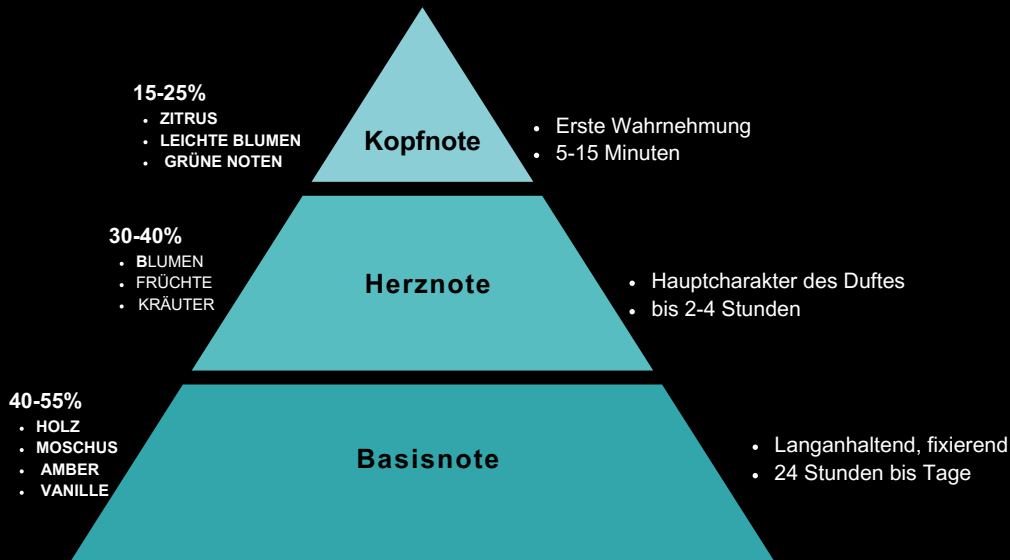 15-25%
• ZITRUS
• LEICHTE BLUMEN
• GRÜNE NOTEN
Kopfnote
• Erste Wahrnehmung
• 5-15 Minuten
30-40%
• BLUMEN
• FRÜCHTE
• KRÄUTER
Herznote
• Hauptcharakter des Duftes
• bis 2-4 Stunden
40-55%
• HOLZ
• MOSCHUS
• AMBER
• VANILLE
Basisnote
• Langanhaltend, fixierend
• 24 Stunden bis Tage